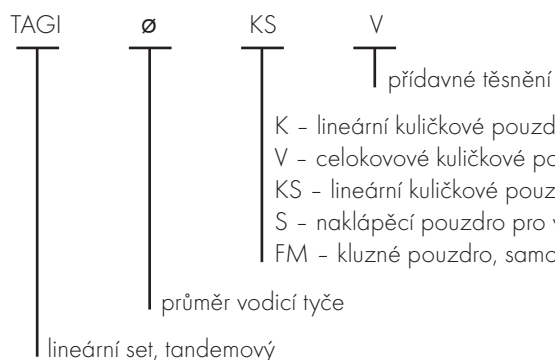 TAGI ø KS V
přídavné těsnění
K – lineární kuličkové
V – celokovové kuličkové
KS – lineární kuličkové
S – naklápěcí pouzdro pro
FM – kluzné pouzdro,
průměr vodicí tyče
lineární set, tandemový